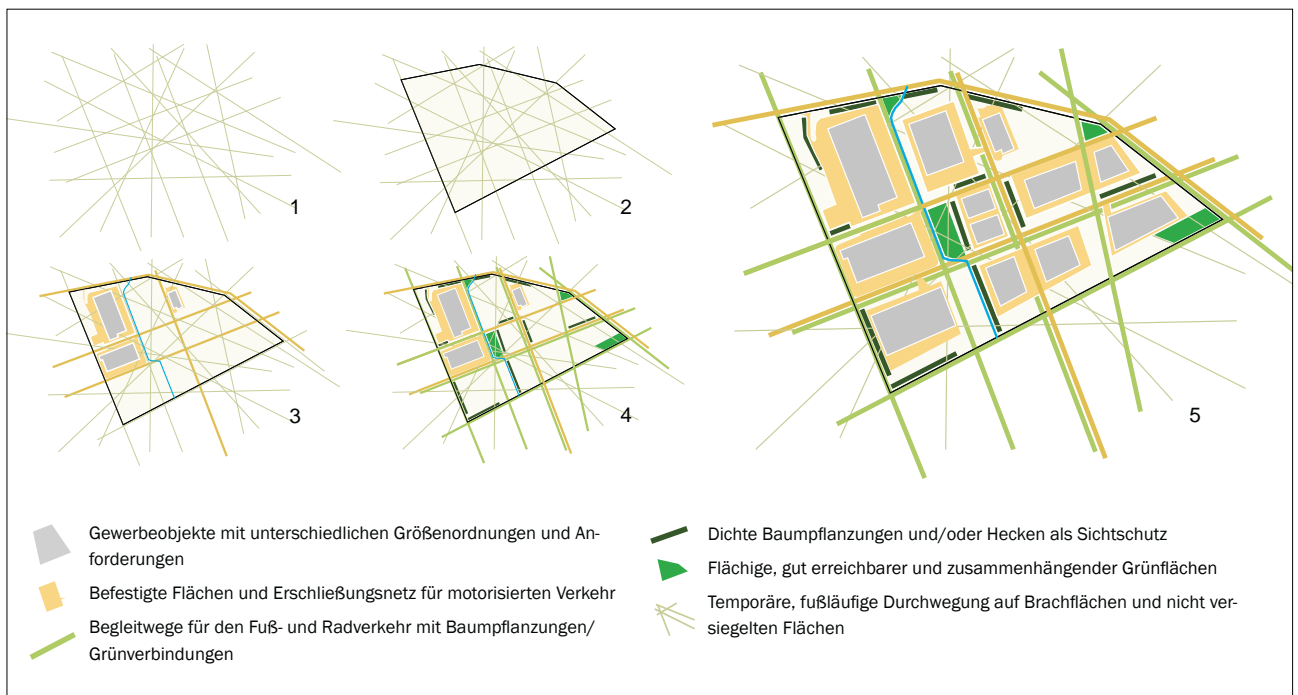 1
2
3
4
5
Gewerbeobjekte mit unterschiedlichen Größenordnungen und An-
forderungen
Befestigte Flächen und Erschließungsnetz für motorisierten Verkehr
Begleitwege für den Fuß- und Radverkehr mit Baumpflanzungen/
Grünverbindungen
Dichte Baumpflanzungen und/oder Hecken als Sichtschutz
Flächige, gut erreichbarer und zusammenhängender Grünflächen
Temporäre, fußläufige Durchwegung auf Brachflächen und nicht ver-
siegelten Flächen